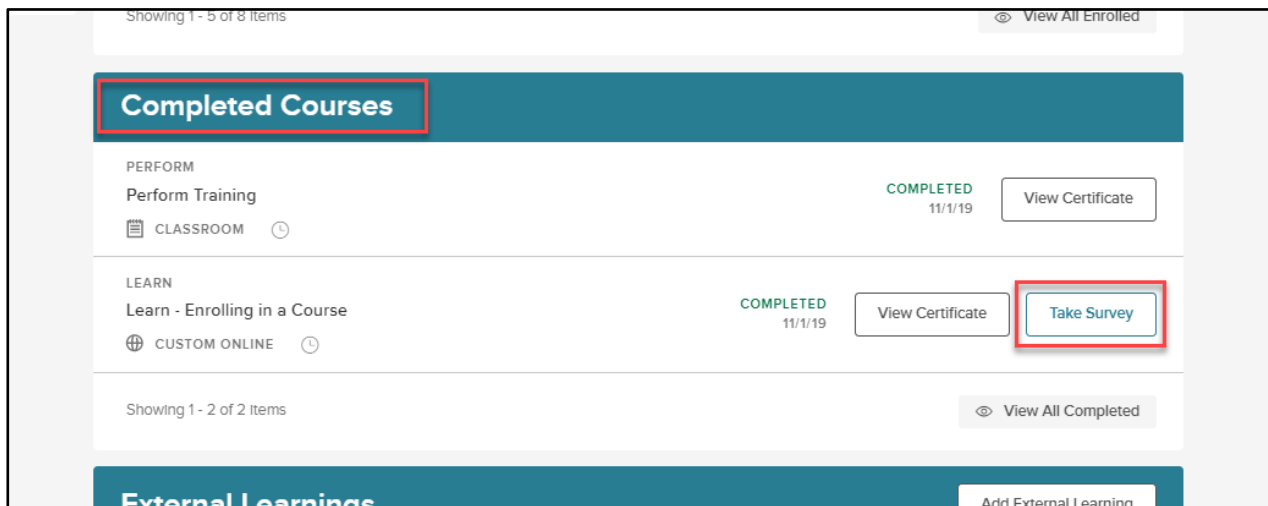 Showing 1 - 5 of 8 Items
View All Enrolled
Completed Courses
PERFORM
Perform Training
COMPLETED
11/1/19
View Certificate
CLASSROOM
LEARN
Learn - Enrolling in a Course
COMPLETED
11/1/19
View Certificate
Take Survey
CUSTOM ONLINE
Showing 1 - 2 of 2 Items
View All Completed
External Learnings
Add External Learning